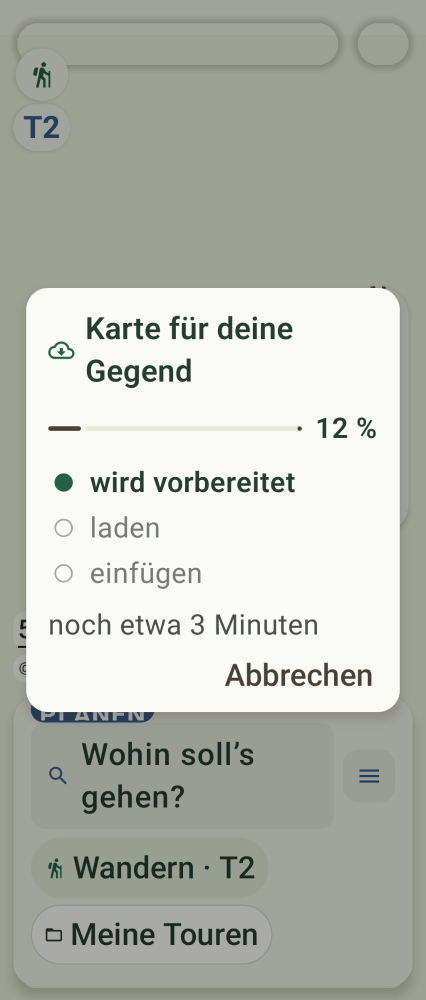 T2
Karte für deine
Gegend
12 %
wird vorbereitet
laden
einfügen
noch etwa 3 Minuten
Abbrechen
PLANEN
Wohin soll’s
gehen?
Wandern · T2
Meine Touren